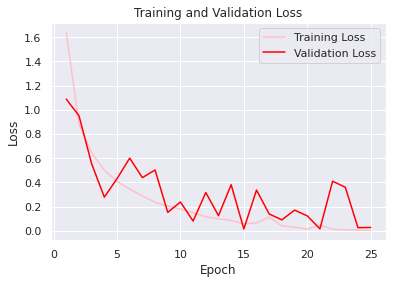 Training and Validation Loss
Training Loss
Validation Loss
Loss
1.6
1.4
1.2
1.0
0.8
0.6
0.4
0.2
0.0
0 5 10 15 20 25
Epoch